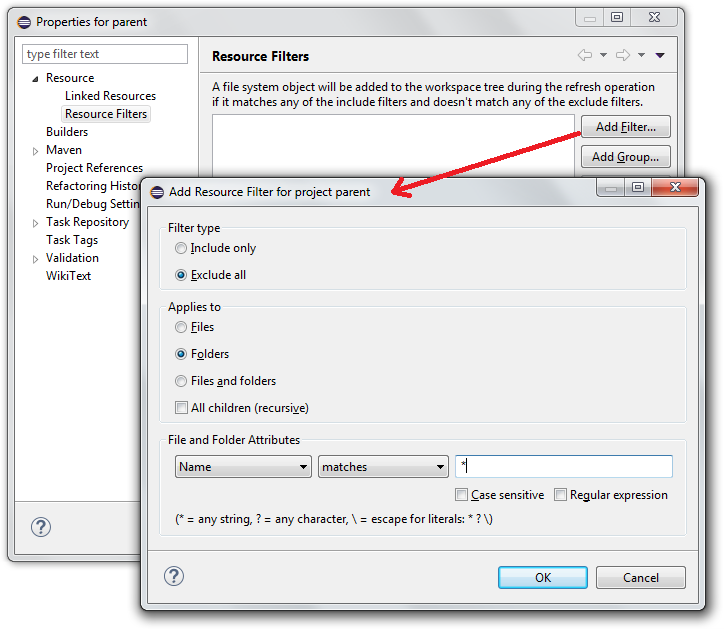 Properties for parent
type filter text
Resource
Linked Resources
Resource Filters
Builders
Maven
Project References
Refactoring Histo
Run/Debug Settin
Task Repository
Task Tags
Validation
WikiText
Resource Filters
A file system object will be added to the workspace tree during the refresh operation
if it matches any of the include filters and doesn't match any of the exclude filters.
Add Filter...
Add Group...
Add Resource Filter for project parent
Filter type
Include only
Exclude all
Applies to
Files
Folders
Files and folders
All children (recursive)
File and Folder Attributes
Name matches *
Case sensitive Regular expression
(* = any string, ? = any character, \ = escape for literals: * ? \)
OK Cancel